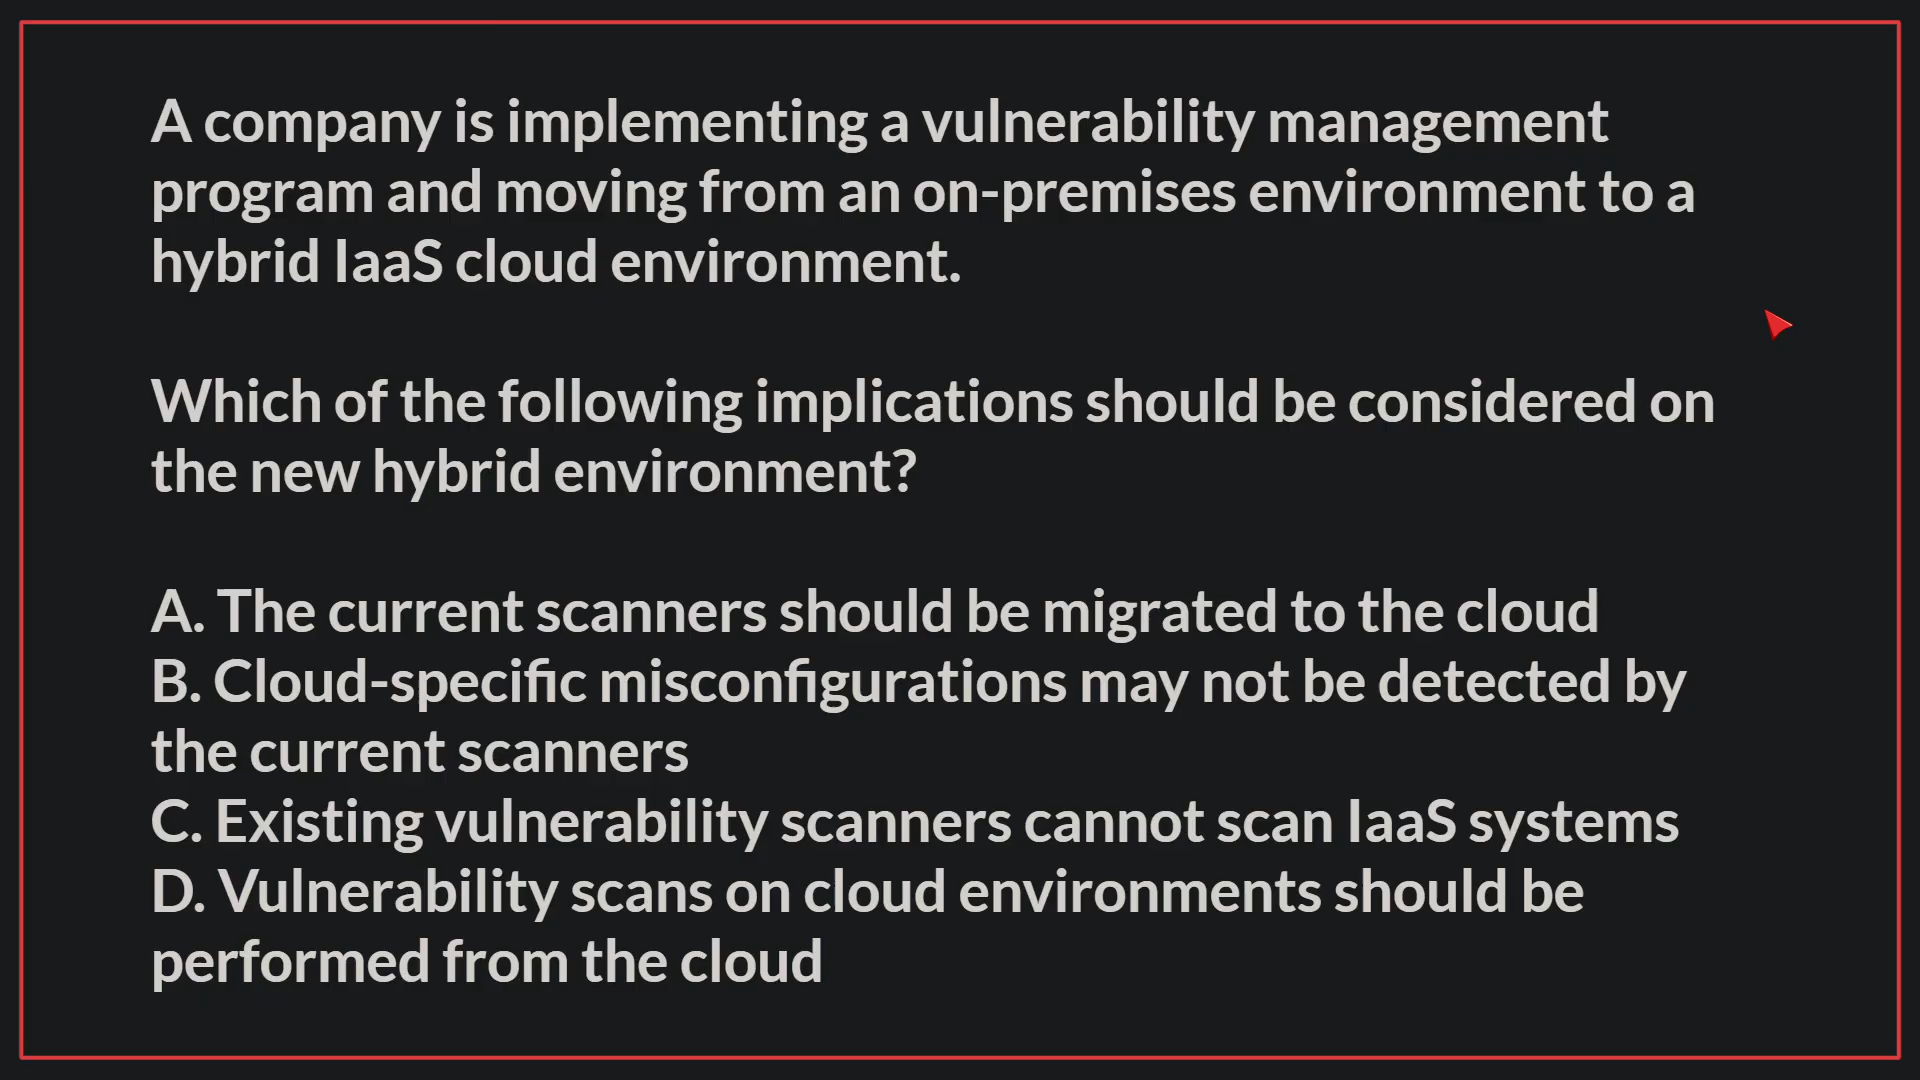 A company is implementing a vulnerability management
program and moving from an on-premises environment to a
hybrid IaaS cloud environment.
Which of the following implications should be considered on
the new hybrid environment?
A. The current scanners should be migrated to the cloud
B. Cloud-specific misconfigurations may not be detected by
the current scanners
C. Existing vulnerability scanners cannot scan IaaS systems
D. Vulnerability scans on cloud environments should be
performed from the cloud